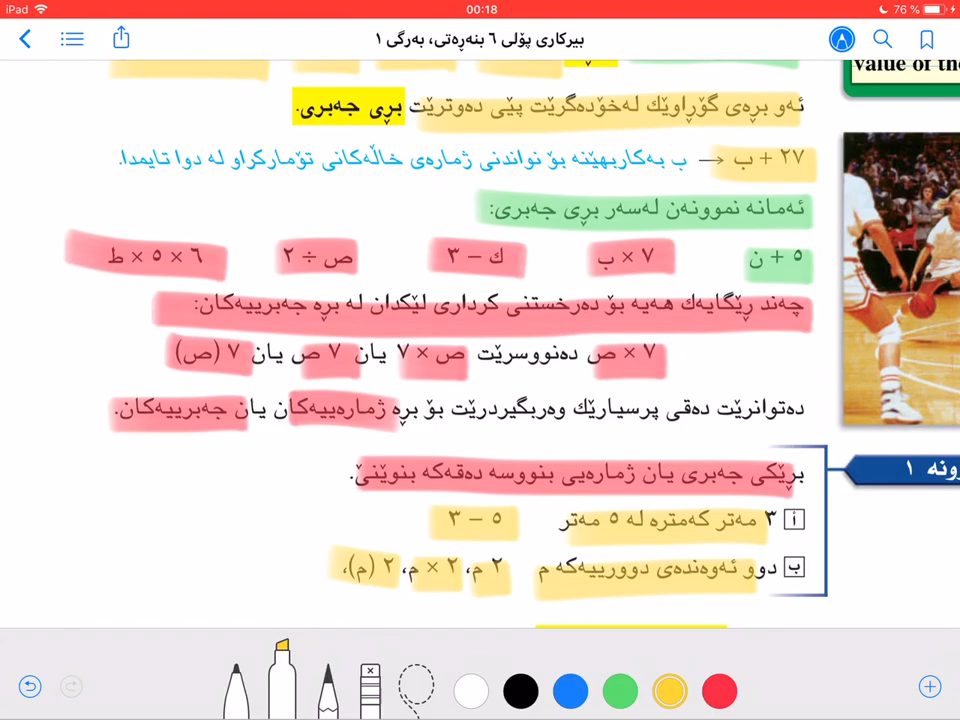 iPad 00:18 76 %
بیرکاری پۆلی ٦ بنەڕەتی، بەرگی ١
value of the
ئەو بڕەی گۆڕاوێك لەخۆدەگرێت پێی دەوترێت بڕی جەبری.
٢٧ + ب → ب بەکاربهێنە بۆ نواندنی ژمارەی خاڵەکانی تۆمارکراو لە دوا تایمدا.
ئەمانە نموونەن لەسەر بڕی جەبری:
٥ + ن ٧ × ب ك − ٣ ص ÷ ٢ ٦ × ٥ × ط
چەند ڕێگایەك هەیە بۆ دەرخستنی کرداری لێکدان لە بڕە جەبرییەکان:
٧ × ص دەنووسرێت ص × ٧ یان ٧ ص یان ٧ (ص)
دەتوانرێت دەقی پرسیارێك وەربگیردرێت بۆ بڕە ژمارەییەکان یان جەبرییەکان.
وونە ١
بڕێکی جەبری یان ژمارەیی بنووسە دەقەکە بنوێنێ.
أ ٣ مەتر کەمترە لە ٥ مەتر ٥ − ٣
ب دوو ئەوەندەی دوورییەکە م ٢ م، ٢ × م، ٢ (م)،